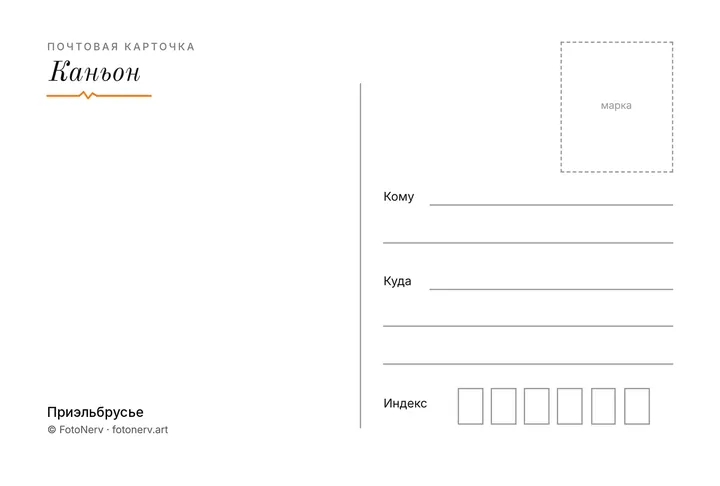 ПОЧТОВАЯ КАРТОЧКА
Каньон
марка
Кому
Куда
Индекс
Приэльбрусье
© FotoNerv · fotonerv.art